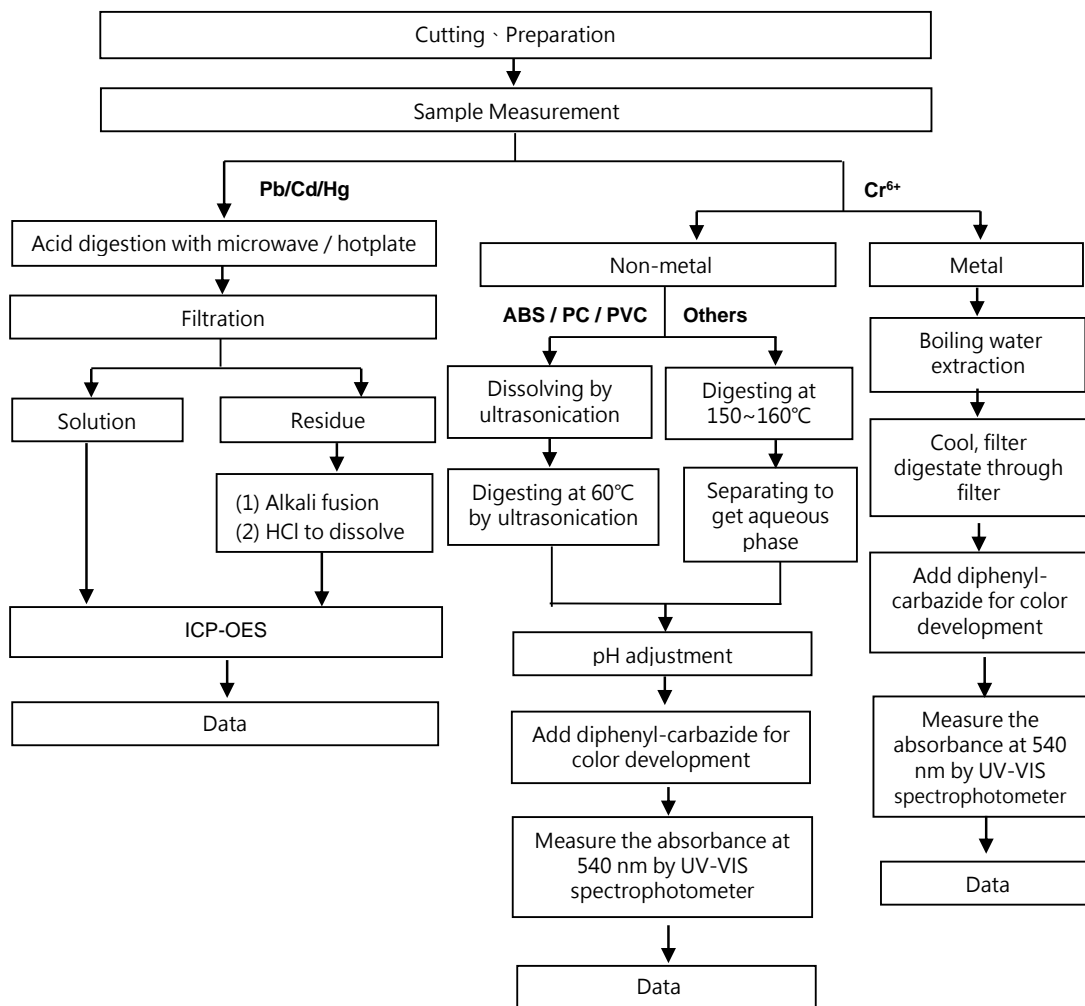 Cutting、Preparation
Sample Measurement
Pb/Cd/Hg
Acid digestion with microwave / hotplate
Filtration
Solution
Residue
(1) Alkali fusion
(2) HCl to dissolve
ICP-OES
Data
Cr⁶⁺
Non-metal
ABS / PC / PVC
Others
Dissolving by
ultrasonication
Digesting at 60℃
by ultrasonication
Digesting at
150~160℃
Separating to
get aqueous
phase
pH adjustment
Add diphenyl-carbazide for
color development
Measure the absorbance at
540 nm by UV-VIS
spectrophotometer
Data
Metal
Boiling water
extraction
Cool, filter
digestate through
filter
Add diphenyl-
carbazide for color
development
Measure the
absorbance at 540
nm by UV-VIS
spectrophotometer
Data